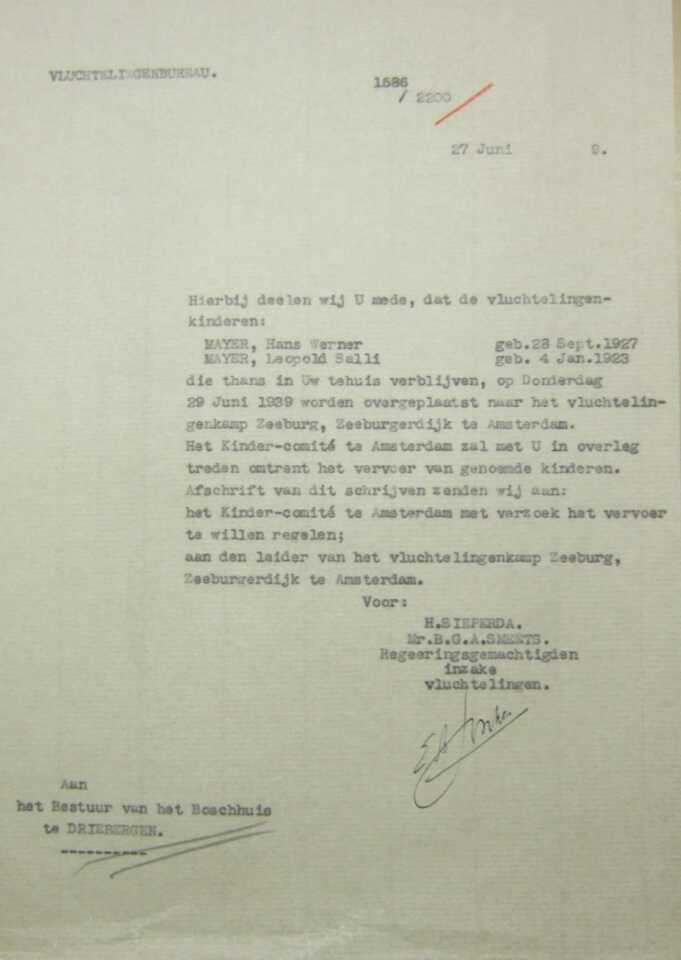 VLUCHTELINGENBUREAU.
1586
/ 2200
27 Juni 9.
Hierbij deelen wij U mede, dat de vluchtelingen-
kinderen:
MAYER, Hans Werner geb.28 Sept.1927
MAYER, Leopold Salli geb. 4 Jan.1923
die thans in Uw tehuis verblijven, op Donderdag
29 Juni 1939 worden overgeplaatst naar het vluchtelin-
genkamp Zeeburg, Zeeburgerdijk te Amsterdam.
Het Kinder-comité te Amsterdam zal met U in overleg
treden omtrent het vervoer van genoemde kinderen.
Afschrift van dit schrijven zenden wij aan:
het Kinder-comité te Amsterdam met verzoek het vervoer
te willen regelen;
aan den leider van het vluchtelingenkamp Zeeburg,
Zeeburgerdijk te Amsterdam.
Voor:
H.SIEPERDA.
Mr.B.G.A.SMEETS.
Regeeringsgemachtigden
inzake
vluchtelingen.
Aan
het Bestuur van het Boschhuis
te DRIEBERGEN.